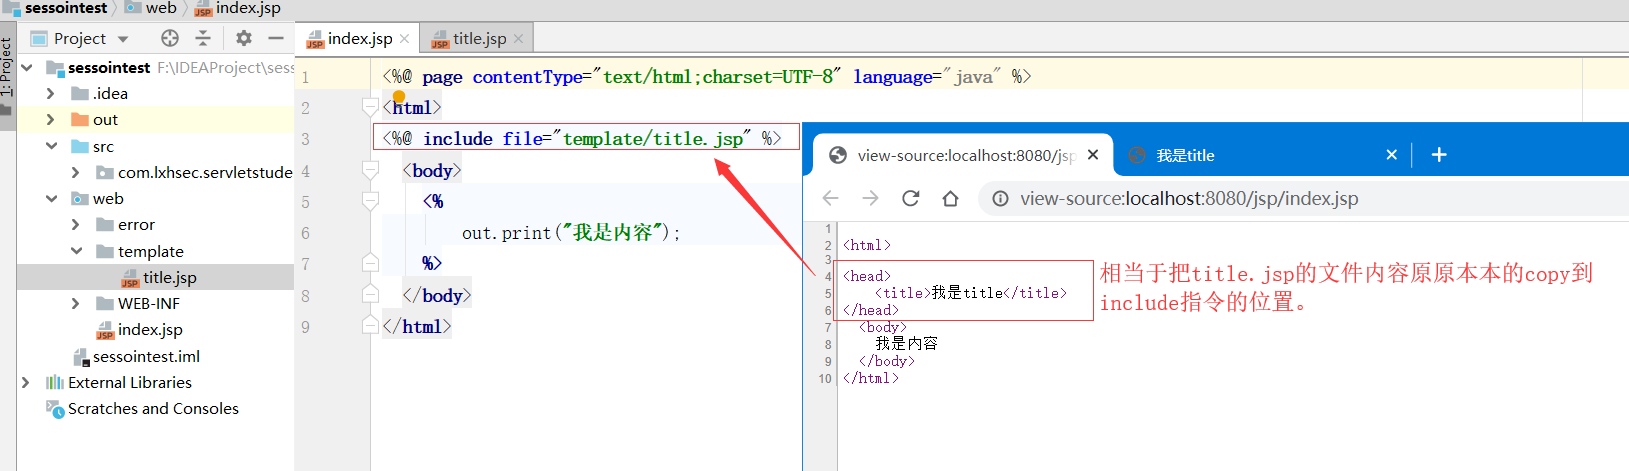 sessointest web index.jsp
1: Project
Project
index.jsp
title.jsp
sessointest F:\IDEAProject\sess
.idea
out
src
com.lxhsec.servletstude
web
error
template
title.jsp
WEB-INF
index.jsp
sessointest.iml
External Libraries
Scratches and Consoles
1 <%@ page contentType="text/html;charset=UTF-8" language="java" %>
2 <html>
3 <%@ include file="template/title.jsp" %>
4 <body>
5 <%
6 out.print("我是内容");
7 %>
8 </body>
9 </html>
view-source:localhost:8080/jsp
我是title
view-source:localhost:8080/jsp/index.jsp
1
2 <html>
3
4 <head>
5 <title>我是title</title>
6 </head>
7 <body>
8 我是内容
9 </body>
10 </html>
相当于把title.jsp的文件内容原原本本的copy到
include指令的位置。